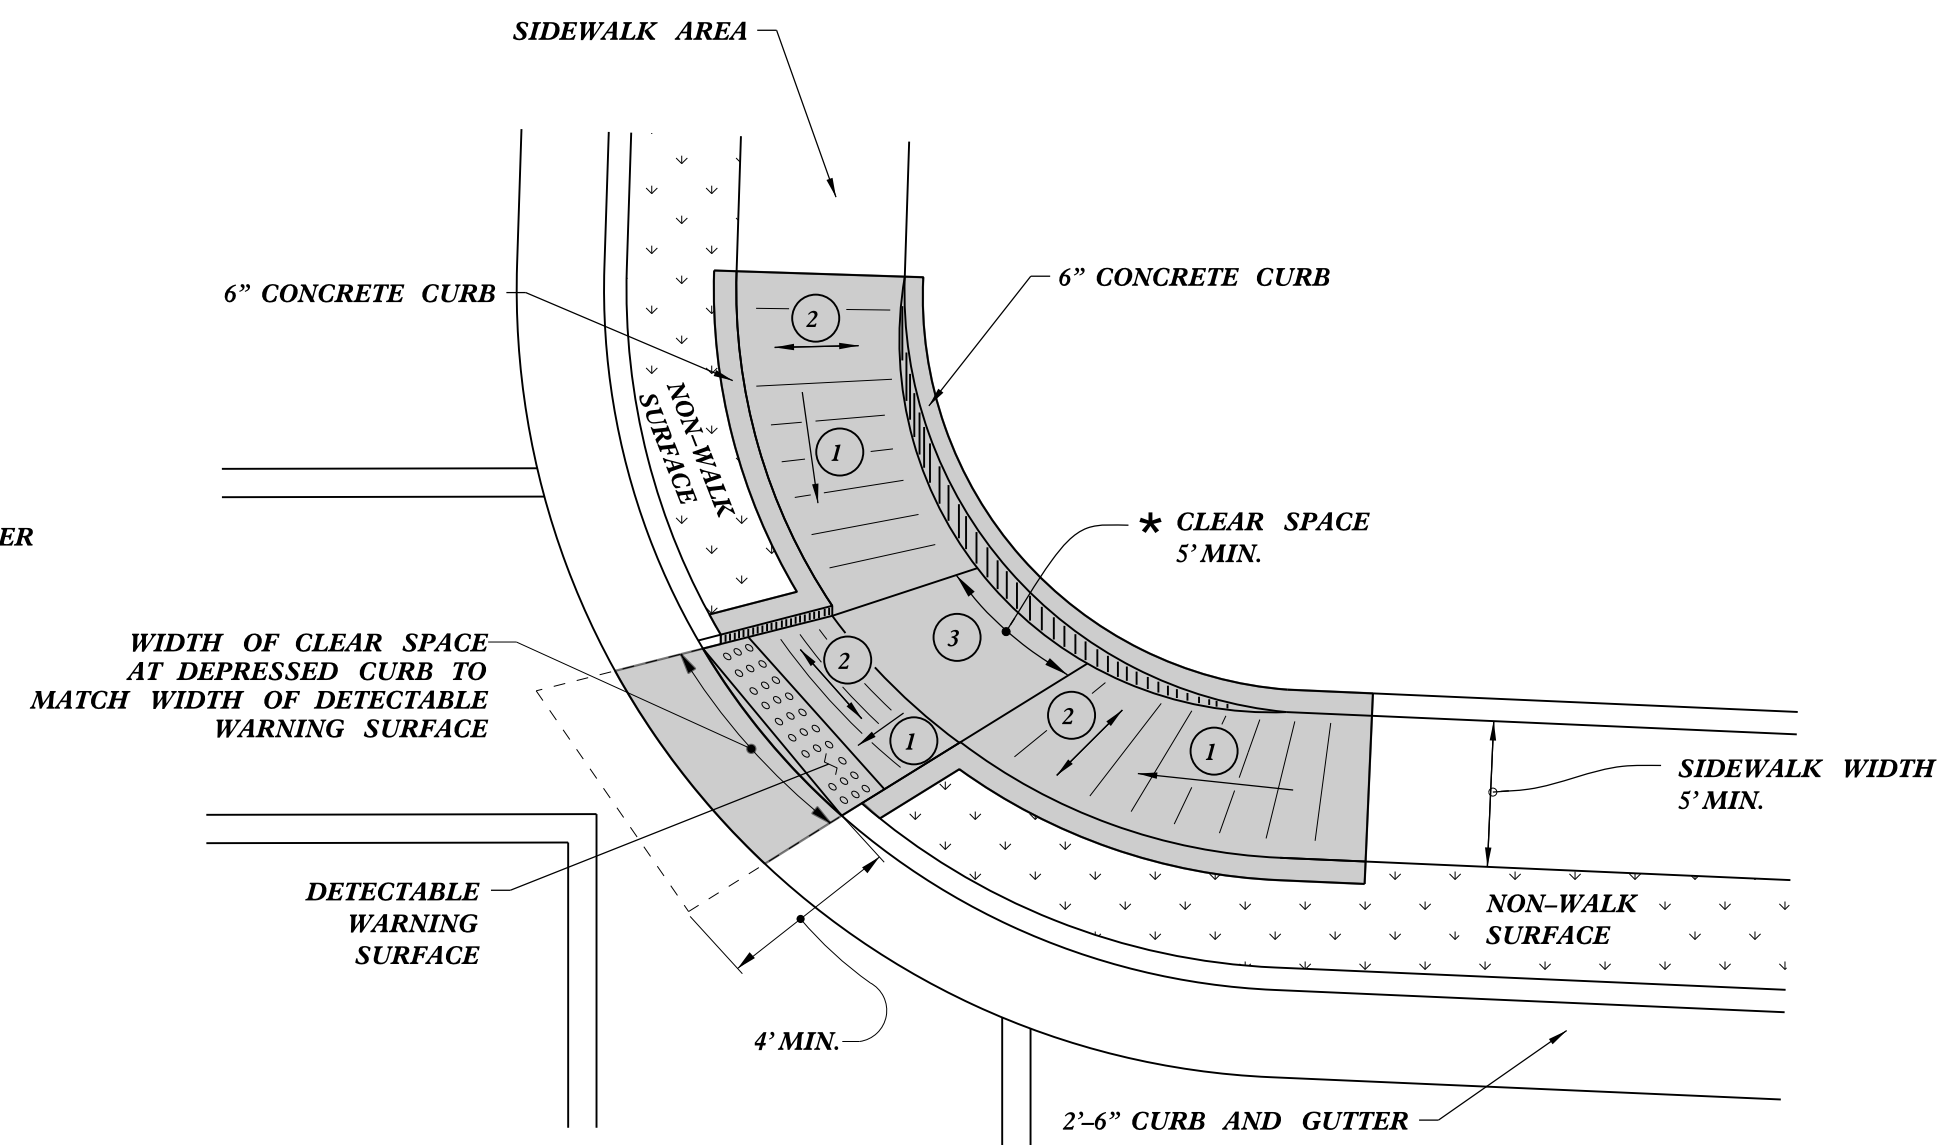 SIDEWALK AREA
6” CONCRETE CURB
6” CONCRETE CURB
2
NON–WALK
SURFACE
1
* CLEAR SPACE
5’ MIN.
ER
WIDTH OF CLEAR SPACE
AT DEPRESSED CURB TO
MATCH WIDTH OF DETECTABLE
WARNING SURFACE
3
2
2
1
1
SIDEWALK WIDTH
5’ MIN.
DETECTABLE
WARNING
SURFACE
NON–WALK
SURFACE
4’ MIN.
2’–6” CURB AND GUTTER